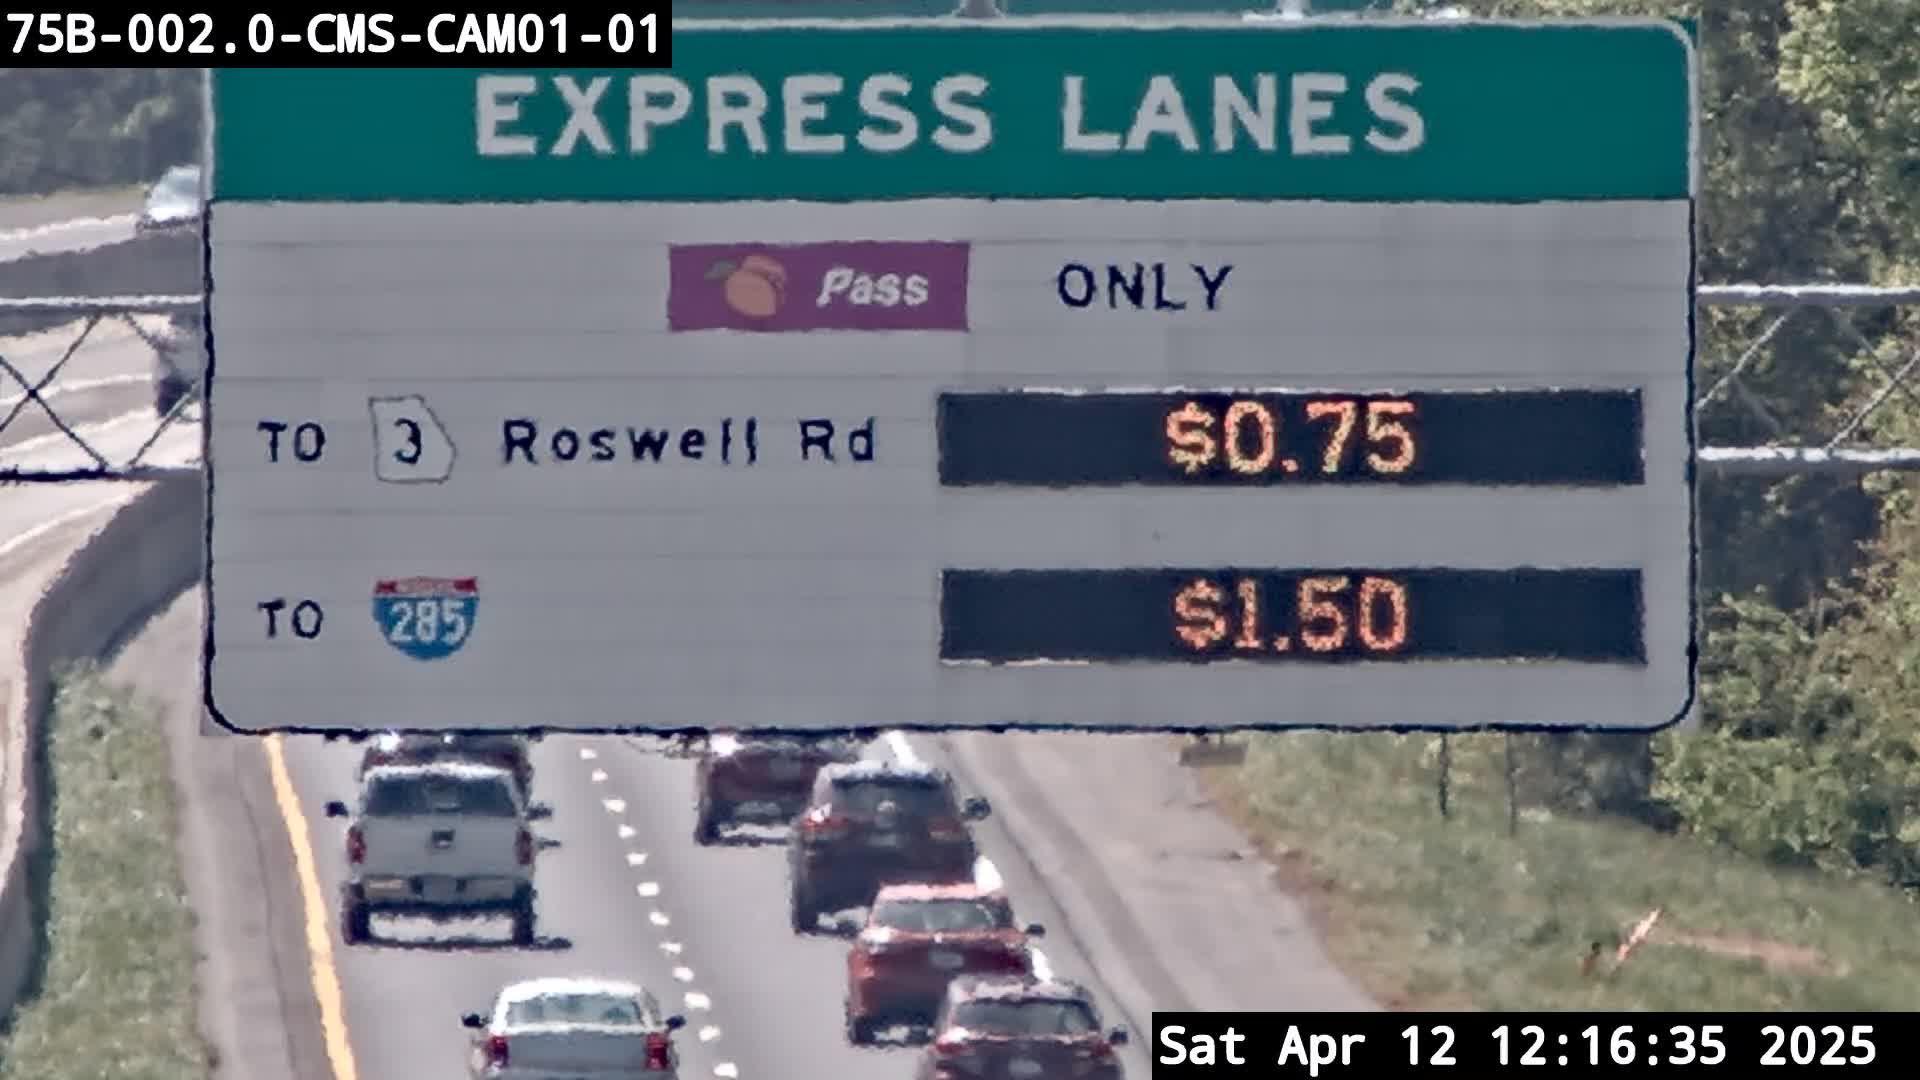 75B-002.0-CMS-CAM01-01
EXPRESS LANES
Pass ONLY
TO 3 Roswell Rd $0.75
TO 285 $1.50
Sat Apr 12 12:16:35 2025